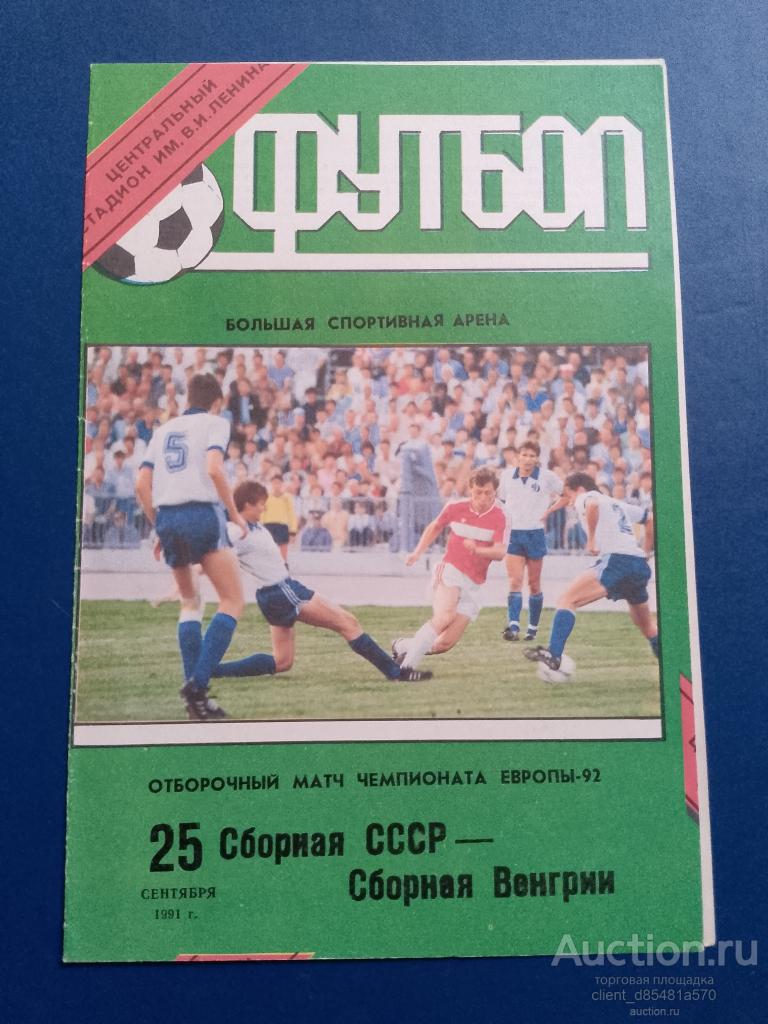 ЦЕНТРАЛЬНЫЙ
СТАДИОН ИМ. В.И.ЛЕНИНА
ФУТБОЛ
БОЛЬШАЯ СПОРТИВНАЯ АРЕНА
5
2
ОТБОРОЧНЫЙ МАТЧ ЧЕМПИОНАТА ЕВРОПЫ-92
25 Сборная СССР —
СЕНТЯБРЯ Сборная Венгрии
1991 г.
Auction.ru
торговая площадка
client_d85481a570
auction.ru